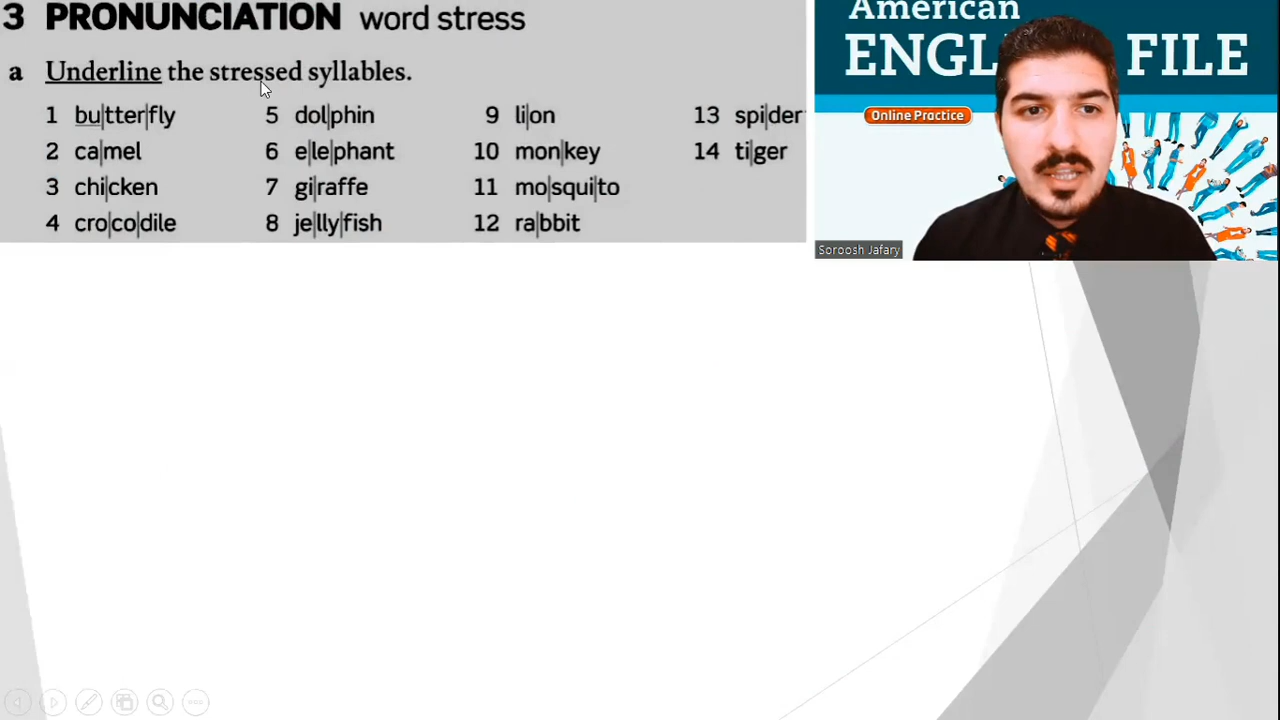 3 PRONUNCIATION word stress
a Underline the stressed syllables.
1 bu|tter|fly
2 ca|mel
3 chi|cken
4 cro|co|dile
5 dol|phin
6 e|le|phant
7 gi|raffe
8 je|lly|fish
9 li|on
10 mon|key
11 mo|squi|to
12 ra|bbit
13 spi|der
14 ti|ger
American
ENGL FILE
Online Practice
Soroosh Jafary